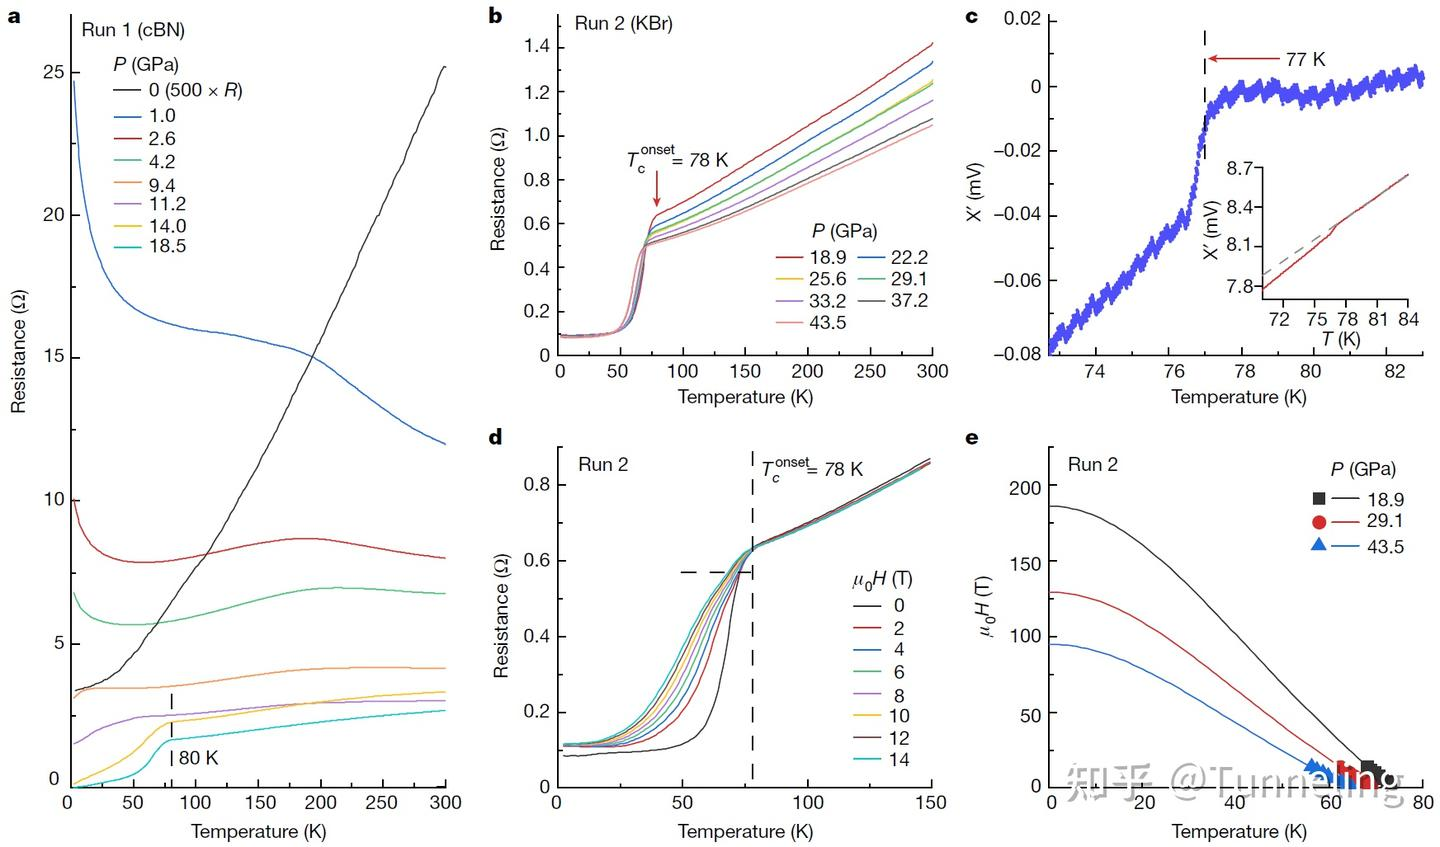 a
Run 1 (cBN)
P (GPa)
0 (500 × R)
1.0
2.6
4.2
9.4
11.2
14.0
18.5
25
20
15
10
5
0
Resistance (Ω)
80 K
0 50 100 150 200 250 300
Temperature (K)
b
Run 2 (KBr)
1.4
1.2
1.0
0.8
0.6
0.4
0.2
0
Resistance (Ω)
T_c^onset = 78 K
P (GPa)
18.9 22.2
25.6 29.1
33.2 37.2
43.5
0 50 100 150 200 250 300
Temperature (K)
c
0.02
0
−0.02
−0.04
−0.06
−0.08
X′ (mV)
77 K
8.7
8.4
8.1
7.8
X′ (mV)
72 75 78 81 84
T (K)
74 76 78 80 82
Temperature (K)
d
Run 2
T_c^onset = 78 K
0.8
0.6
0.4
0.2
0
Resistance (Ω)
μ₀H (T)
0
2
4
6
8
10
12
14
0 50 100 150
Temperature (K)
e
Run 2
P (GPa)
18.9
29.1
43.5
200
150
100
50
0
μ₀H (T)
0 20 40 60 80
Temperature (K)
知乎 @Tunneling